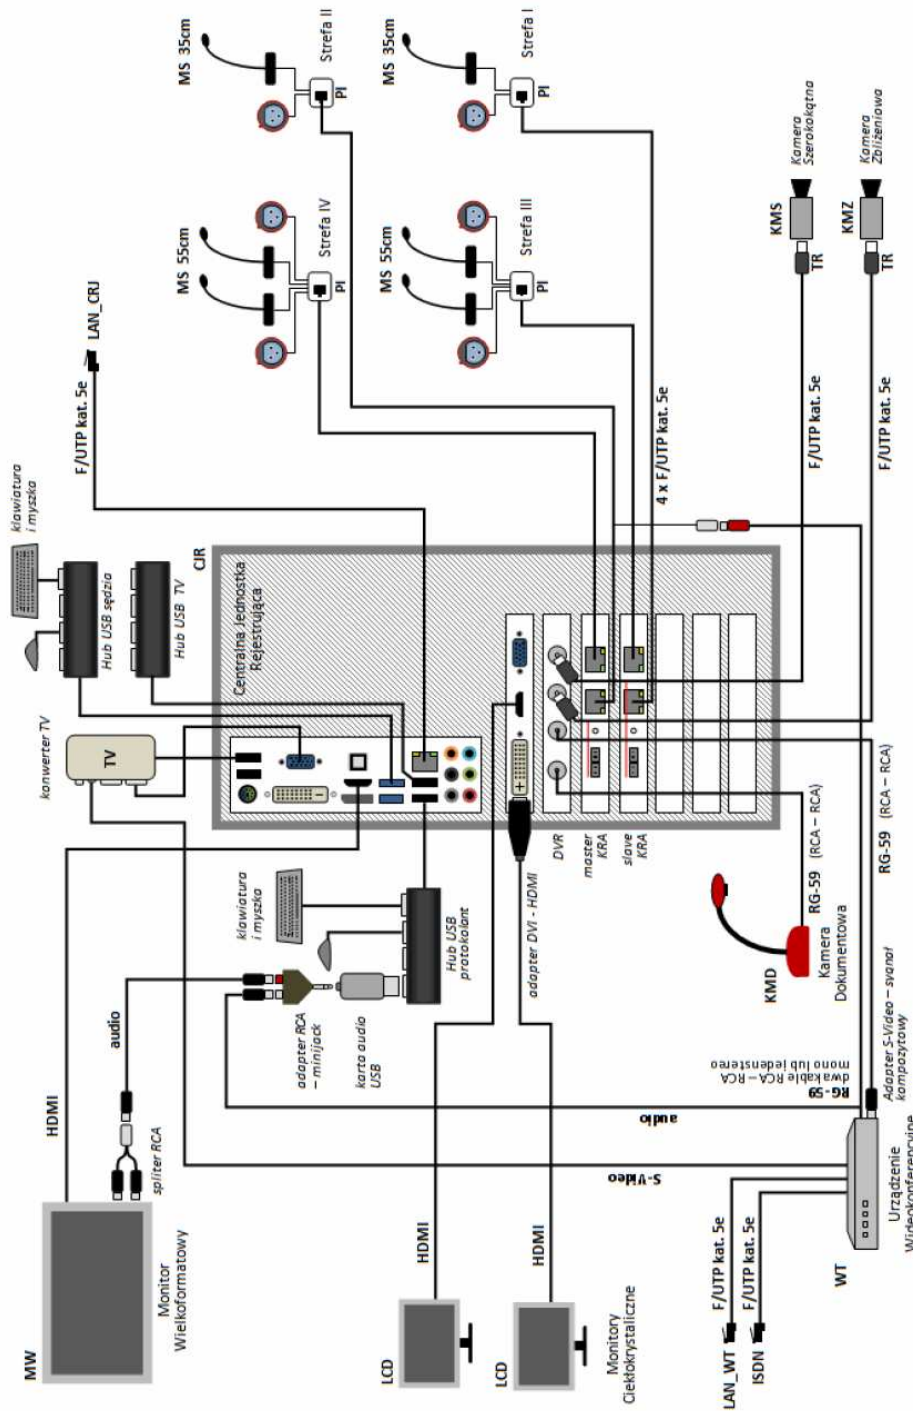 MW
Monitor
Wielkoformatowy
HDMI
audio
spliter RCA
LCD
LCD
HDMI
HDMI
Monitory
Ciekłokrystaliczne
LAN_WT
ISDN
F/UTP kat. 5e
F/UTP kat. 5e
WT
Urządzenie
Wideokonferencyjne
S-Video
audio
RG-59
dwa kable RCA – RCA
mono lub jeden stereo
Adapter S-Video – sygnał
kompozytowy
adapter RCA
– minijack
karta audio
USB
klawiatura
i myszka
Hub USB
protokolant
adapter DVI - HDMI
KMD
Kamera
Dokumentowa
RG-59 (RCA – RCA)
RG-59 (RCA – RCA)
konwerter TV
TV
klawiatura
i myszka
Hub USB sędzia
Hub USB TV
CJR
Centralna Jednostka
Rejestrująca
DVR
master
KRA
slave
KRA
F/UTP kat. 5e
LAN_CRJ
4 x F/UTP kat. 5e
F/UTP kat. 5e
F/UTP kat. 5e
MS 55cm
PI
Strefa IV
MS 35cm
PI
Strefa II
MS 55cm
PI
Strefa III
MS 35cm
PI
Strefa I
KMS
TR
Kamera
Szerokokątna
KMZ
TR
Kamera
Zbliżeniowa